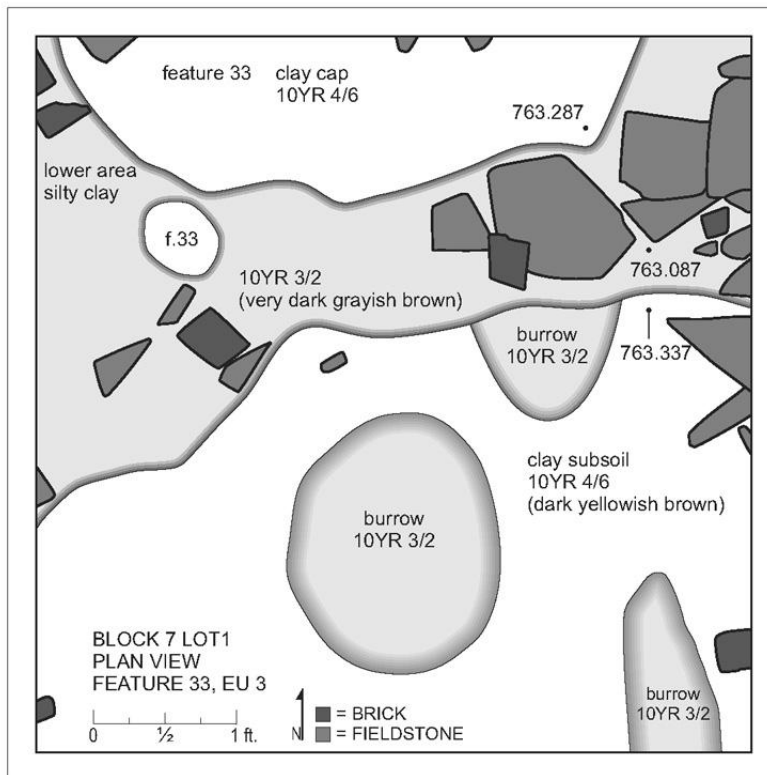 feature 33 clay cap
10YR 4/6
763.287
lower area
silty clay
f.33
10YR 3/2
(very dark grayish brown)
763.087
burrow
10YR 3/2
763.337
clay subsoil
10YR 4/6
(dark yellowish brown)
burrow
10YR 3/2
burrow
10YR 3/2
BLOCK 7 LOT1
PLAN VIEW
FEATURE 33, EU 3
0 ½ 1 ft.
N
= BRICK
= FIELDSTONE